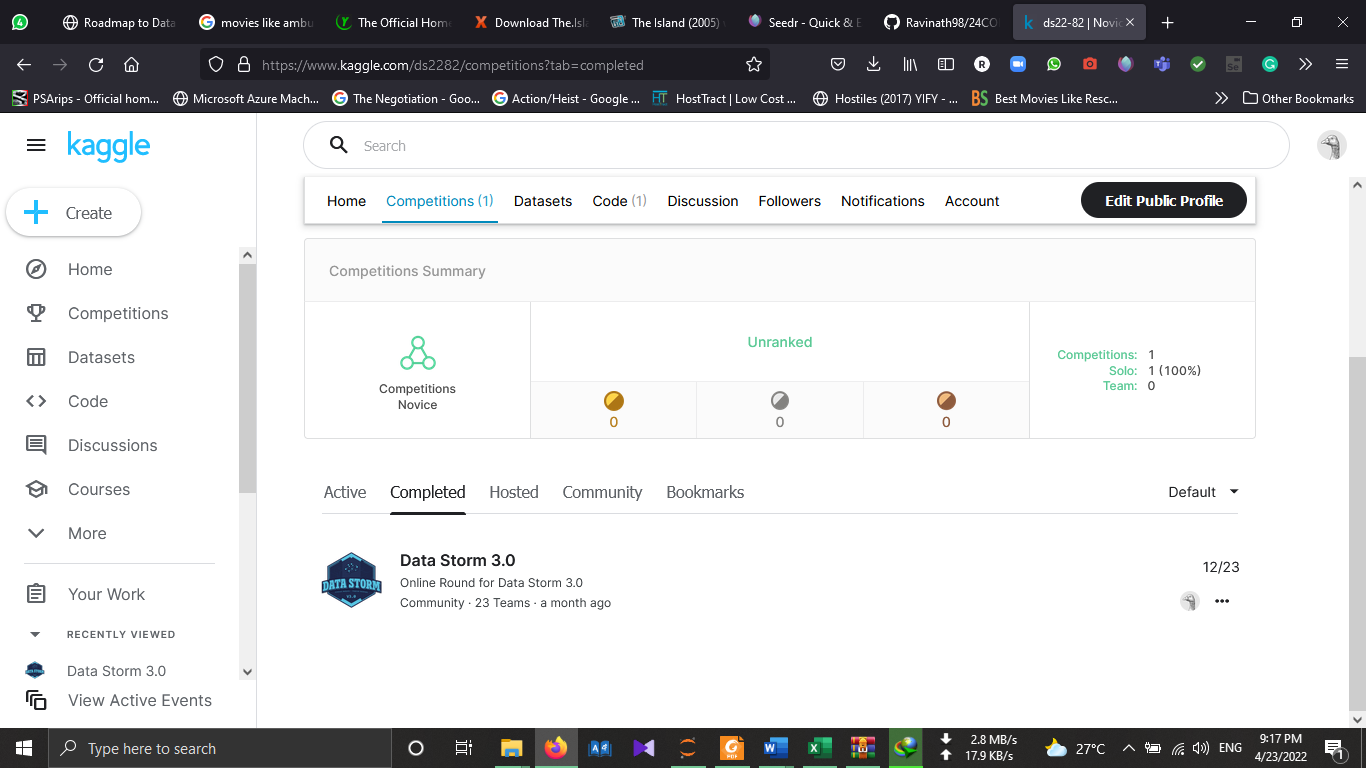 4
Roadmap to Data
movies like ambu
The Official Home
Download The.Isla
The Island (2005)
Seedr - Quick & E
Ravinath98/24CO
ds22-82 | Novic
https://www.kaggle.com/ds2282/competitions?tab=completed
PSArips - Official hom...
Microsoft Azure Mach...
The Negotiation - Goo...
Action/Heist - Google ...
HostTract | Low Cost ...
Hostiles (2017) YIFY - ...
Best Movies Like Resc...
Other Bookmarks
kaggle
Search
Create
Home
Competitions (1)
Datasets
Code (1)
Discussion
Followers
Notifications
Account
Edit Public Profile
Home
Competitions
Datasets
Code
Discussions
Courses
More
Your Work
RECENTLY VIEWED
Data Storm 3.0
View Active Events
Competitions Summary
Competitions
Novice
Unranked
0
0
0
Competitions: 1
Solo: 1 (100%)
Team: 0
Active
Completed
Hosted
Community
Bookmarks
Default
DATA STORM
Data Storm 3.0
Online Round for Data Storm 3.0
Community · 23 Teams · a month ago
12/23
Type here to search
2.8 MB/s
17.9 KB/s
27°C
ENG
9:17 PM
4/23/2022
1